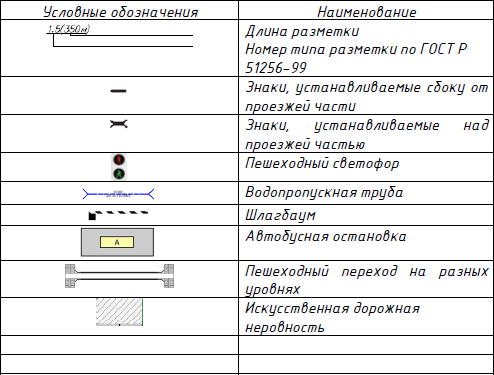 Условные обозначения
Наименование
1.5(350м)
Длина разметки
Номер типа разметки по ГОСТ Р
51256-99
Знаки, устанавливаемые сбоку от
проезжей части
Знаки, устанавливаемые над
проезжей частью
Пешеходный светофор
Водопропускная труба
Шлагбаум
А
Автобусная остановка
Пешеходный переход на разных
уровнях
Искусственная дорожная
неровность